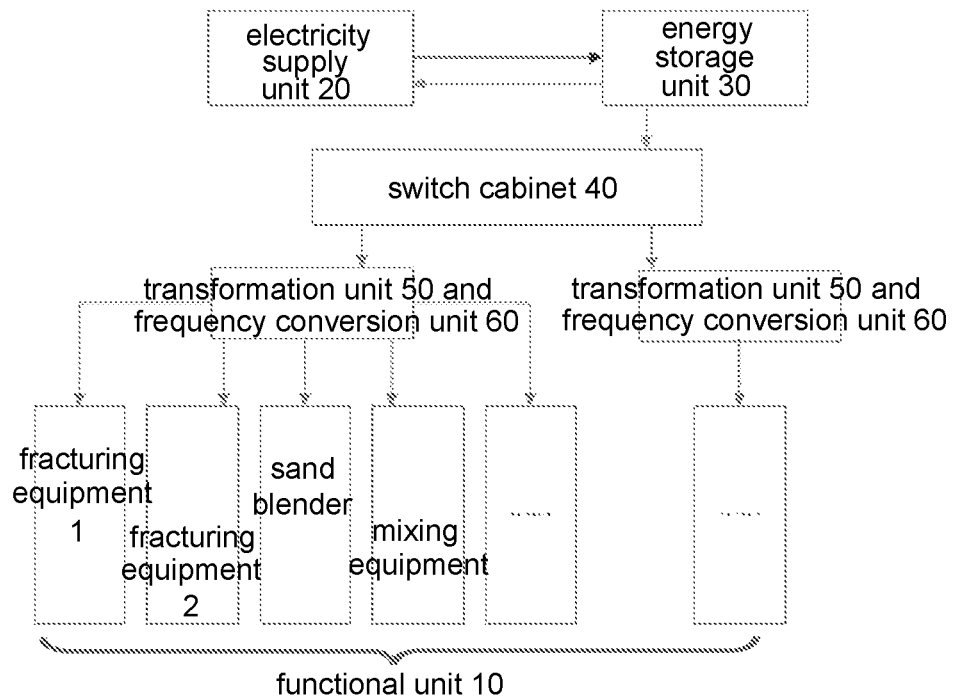 electricity
supply
unit 20
energy
storage
unit 30
switch cabinet 40
transformation unit 50 and
frequency conversion unit 60
transformation unit 50 and
frequency conversion unit 60
fracturing
equipment
1
fracturing
equipment
2
sand
blender
mixing
equipment
......
......
functional unit 10